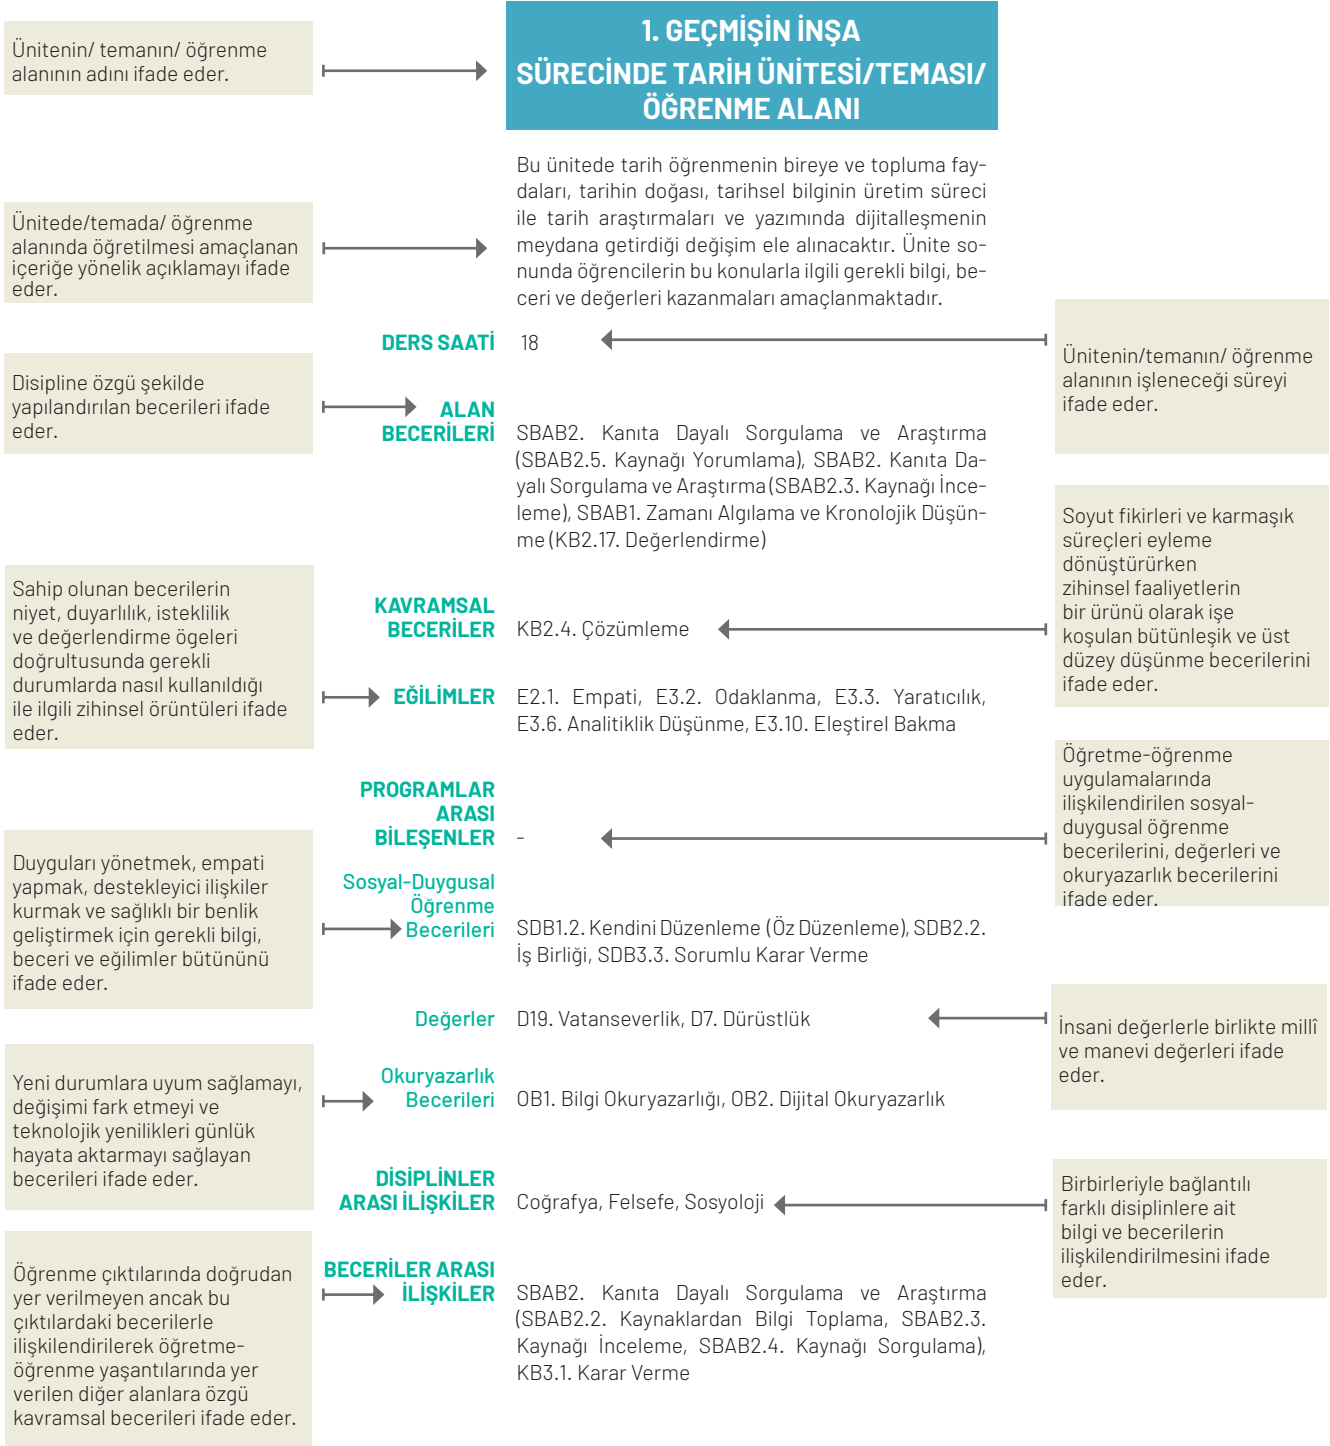 Ünitenin/ temanın/ öğrenme
alanının adını ifade eder.
1. GEÇMİŞİN İNŞA
SÜRECİNDE TARİH ÜNİTESİ/TEMASI/
ÖĞRENME ALANI
Ünitede/temada/ öğrenme
alanında öğretilmesi amaçlanan
içeriğe yönelik açıklamayı ifade
eder.
Bu ünitede tarih öğrenmenin bireye ve topluma fay-
daları, tarihin doğası, tarihsel bilginin üretim süreci
ile tarih araştırmaları ve yazımında dijitalleşmenin
meydana getirdiği değişim ele alınacaktır. Ünite so-
nunda öğrencilerin bu konularla ilgili gerekli bilgi, be-
ceri ve değerleri kazanmaları amaçlanmaktadır.
DERS SAATİ 18
Ünitenin/temanın/ öğrenme
alanının işleneceği süreyi
ifade eder.
Disipline özgü şekilde
yapılandırılan becerileri ifade
eder.
ALAN
BECERİLERİ
SBAB2. Kanıta Dayalı Sorgulama ve Araştırma
(SBAB2.5. Kaynağı Yorumlama), SBAB2. Kanıta Da-
yalı Sorgulama ve Araştırma (SBAB2.3. Kaynağı İnce-
leme), SBAB1. Zamanı Algılama ve Kronolojik Düşün-
me (KB2.17. Değerlendirme)
Soyut fikirleri ve karmaşık
süreçleri eyleme
dönüştürürken
zihinsel faaliyetlerin
bir ürünü olarak işe
koşulan bütünleşik ve üst
düzey düşünme becerilerini
ifade eder.
KAVRAMSAL
BECERİLER
KB2.4. Çözümleme
Sahip olunan becerilerin
niyet, duyarlılık, isteklilik
ve değerlendirme ögeleri
doğrultusunda gerekli
durumlarda nasıl kullanıldığı
ile ilgili zihinsel örüntüleri ifade
eder.
EĞİLİMLER
E2.1. Empati, E3.2. Odaklanma, E3.3. Yaratıcılık,
E3.6. Analitiklik Düşünme, E3.10. Eleştirel Bakma
PROGRAMLAR
ARASI
BİLEŞENLER
-
Öğretme-öğrenme
uygulamalarında
ilişkilendirilen sosyal-
duygusal öğrenme
becerilerini, değerleri ve
okuryazarlık becerilerini
ifade eder.
Duyguları yönetmek, empati
yapmak, destekleyici ilişkiler
kurmak ve sağlıklı bir benlik
geliştirmek için gerekli bilgi,
beceri ve eğilimler bütününü
ifade eder.
Sosyal-Duygusal
Öğrenme
Becerileri
SDB1.2. Kendini Düzenleme (Öz Düzenleme), SDB2.2.
İş Birliği, SDB3.3. Sorumlu Karar Verme
Değerler
D19. Vatanseverlik, D7. Dürüstlük
İnsani değerlerle birlikte millî
ve manevi değerleri ifade
eder.
Yeni durumlara uyum sağlamayı,
değişimi fark etmeyi ve
teknolojik yenilikleri günlük
hayata aktarmayı sağlayan
becerileri ifade eder.
Okuryazarlık
Becerileri
OB1. Bilgi Okuryazarlığı, OB2. Dijital Okuryazarlık
DİSİPLİNLER
ARASI İLİŞKİLER
Coğrafya, Felsefe, Sosyoloji
Birbirleriyle bağlantılı
farklı disiplinlere ait
bilgi ve becerilerin
ilişkilendirilmesini ifade
eder.
Öğrenme çıktılarında doğrudan
yer verilmeyen ancak bu
çıktılardaki becerilerle
ilişkilendirilerek öğretme-
öğrenme yaşantılarında yer
verilen diğer alanlara özgü
kavramsal becerileri ifade eder.
BECERİLER ARASI
İLİŞKİLER
SBAB2. Kanıta Dayalı Sorgulama ve Araştırma
(SBAB2.2. Kaynaklardan Bilgi Toplama, SBAB2.3.
Kaynağı İnceleme, SBAB2.4. Kaynağı Sorgulama),
KB3.1. Karar Verme